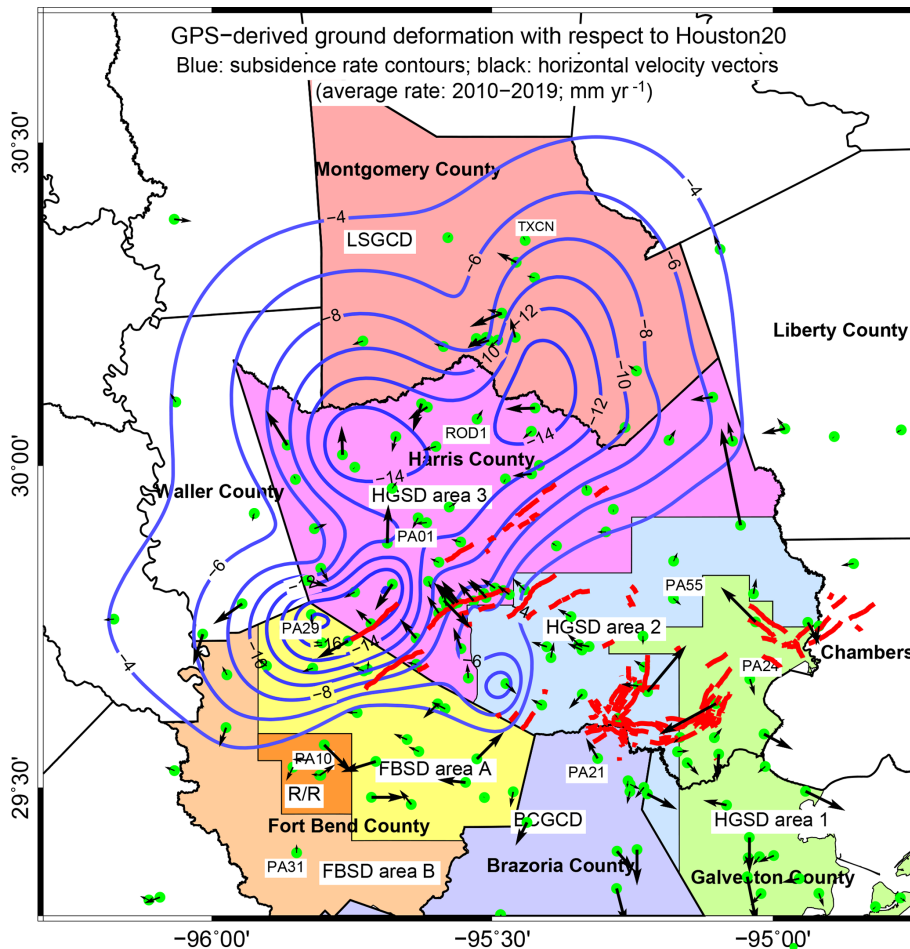 GPS−derived ground deformation with respect to Houston20
Blue: subsidence rate contours; black: horizontal velocity vectors
(average rate: 2010−2019; mm yr -1)
30°30'
Montgomery County
−4
−4
TXCN
LSGCD
−6
−6
−8
−12
−8
Liberty County
−10
−10
−12
ROD1
−14
30°00'
Harris County
−14
Waller County
HGSD area 3
PA01
−6
−12
PA55
4
PA29
HGSD area 2
−16
−14
Chambers
−4
−10
−6
PA24
−8
29°30'
PA10
FBSD area A
PA21
R/R
BCGCD
HGSD area 1
Fort Bend County
PA31
FBSD area B
Brazoria County
Galveston County
−96°00'
−95°30'
−95°00'